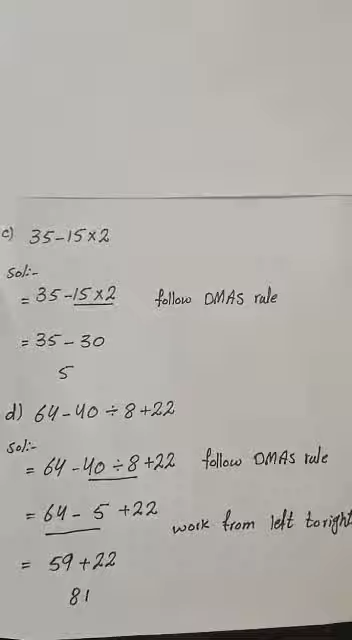 c) 35-15×2
Sol:-
= 35-15×2 follow DMAS rule
= 35-30
5
d) 64-40÷8+22
Sol:-
= 64-40÷8+22 follow DMAS rule
= 64-5+22 work from left to right
= 59+22
81